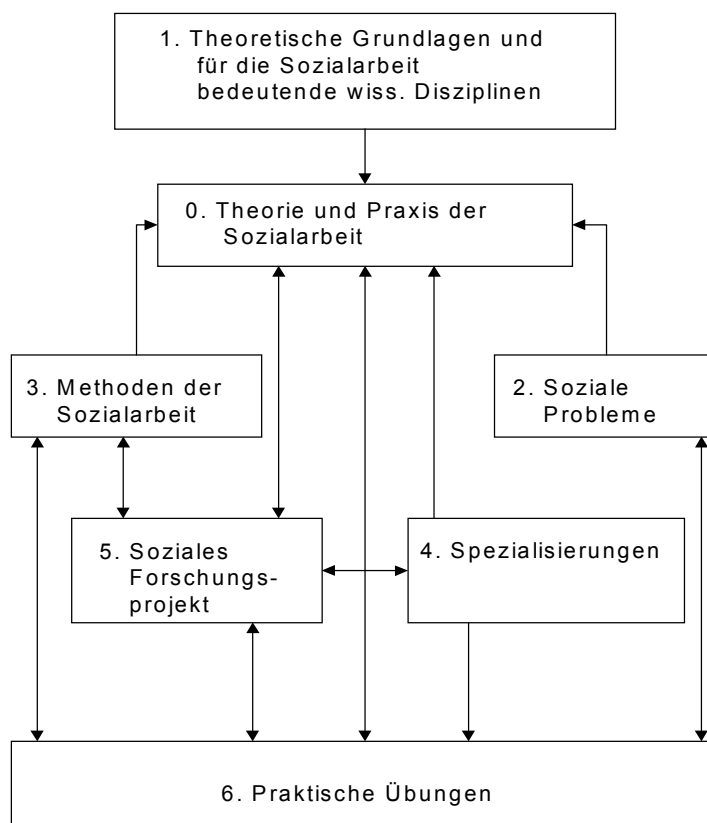 1. Theoretische Grundlagen und
für die Sozialarbeit
bedeutende wiss. Disziplinen
0. Theorie und Praxis der
Sozialarbeit
3. Methoden der
Sozialarbeit
2. Soziale
Probleme
5. Soziales
Forschungs-
projekt
4. Spezialisierungen
6. Praktische Übungen